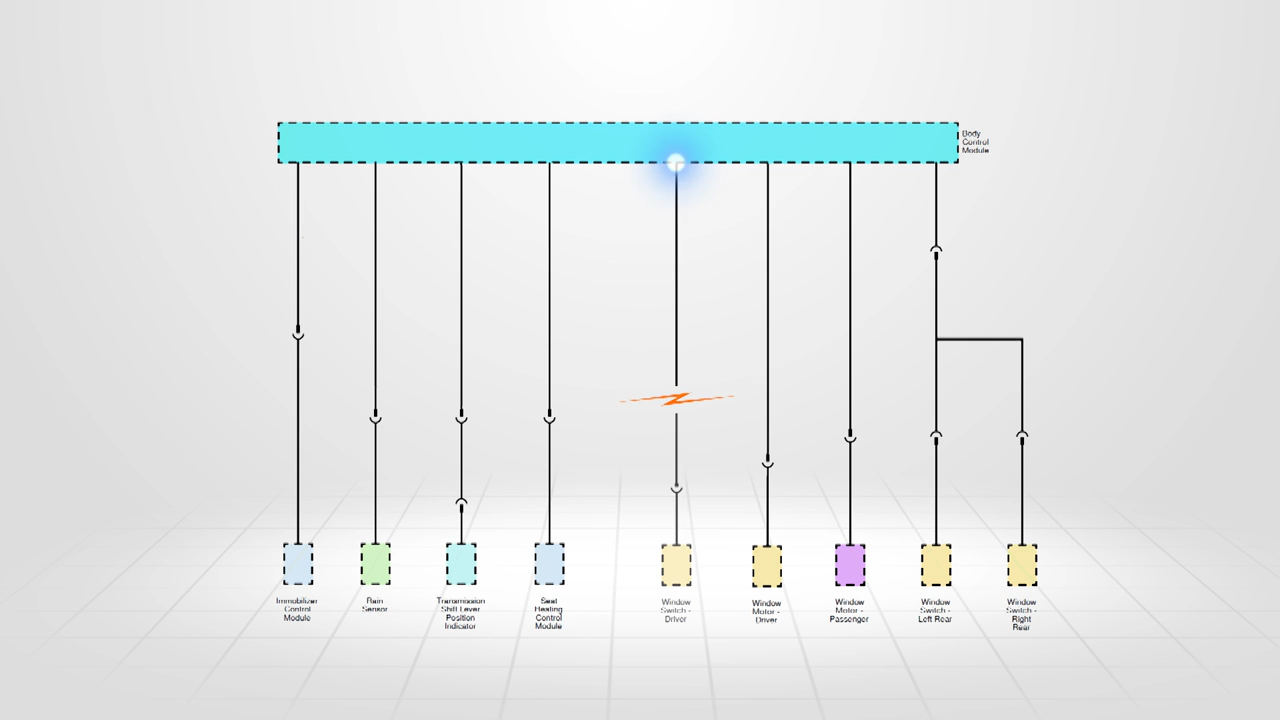 Body
Control
Module
Immobilizer
Control
Module
Rain
Sensor
Transmission
Shift Lever
Position
Indicator
Seat
Heating
Control
Module
Window
Switch -
Driver
Window
Motor -
Driver
Window
Motor -
Passenger
Window
Switch -
Left Rear
Window
Switch -
Right
Rear